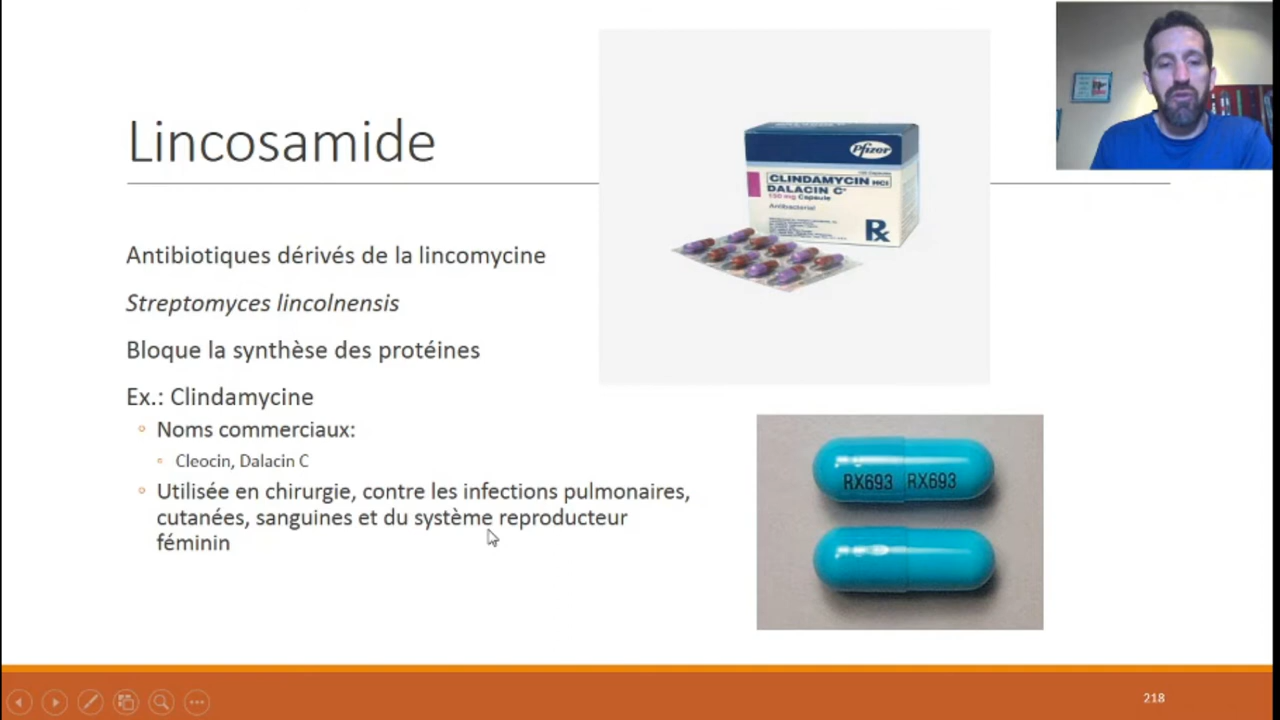 Lincosamide
Antibiotiques dérivés de la lincomycine
Streptomyces lincolnensis
Bloque la synthèse des protéines
Ex.: Clindamycine
Noms commerciaux:
Cleocin, Dalacin C
Utilisée en chirurgie, contre les infections pulmonaires,
cutanées, sanguines et du système reproducteur
féminin
Pfizer
CLINDAMYCIN HCl
DALACIN C
150 mg Capsule
Antibacterial
Rx
RX693 RX693
218